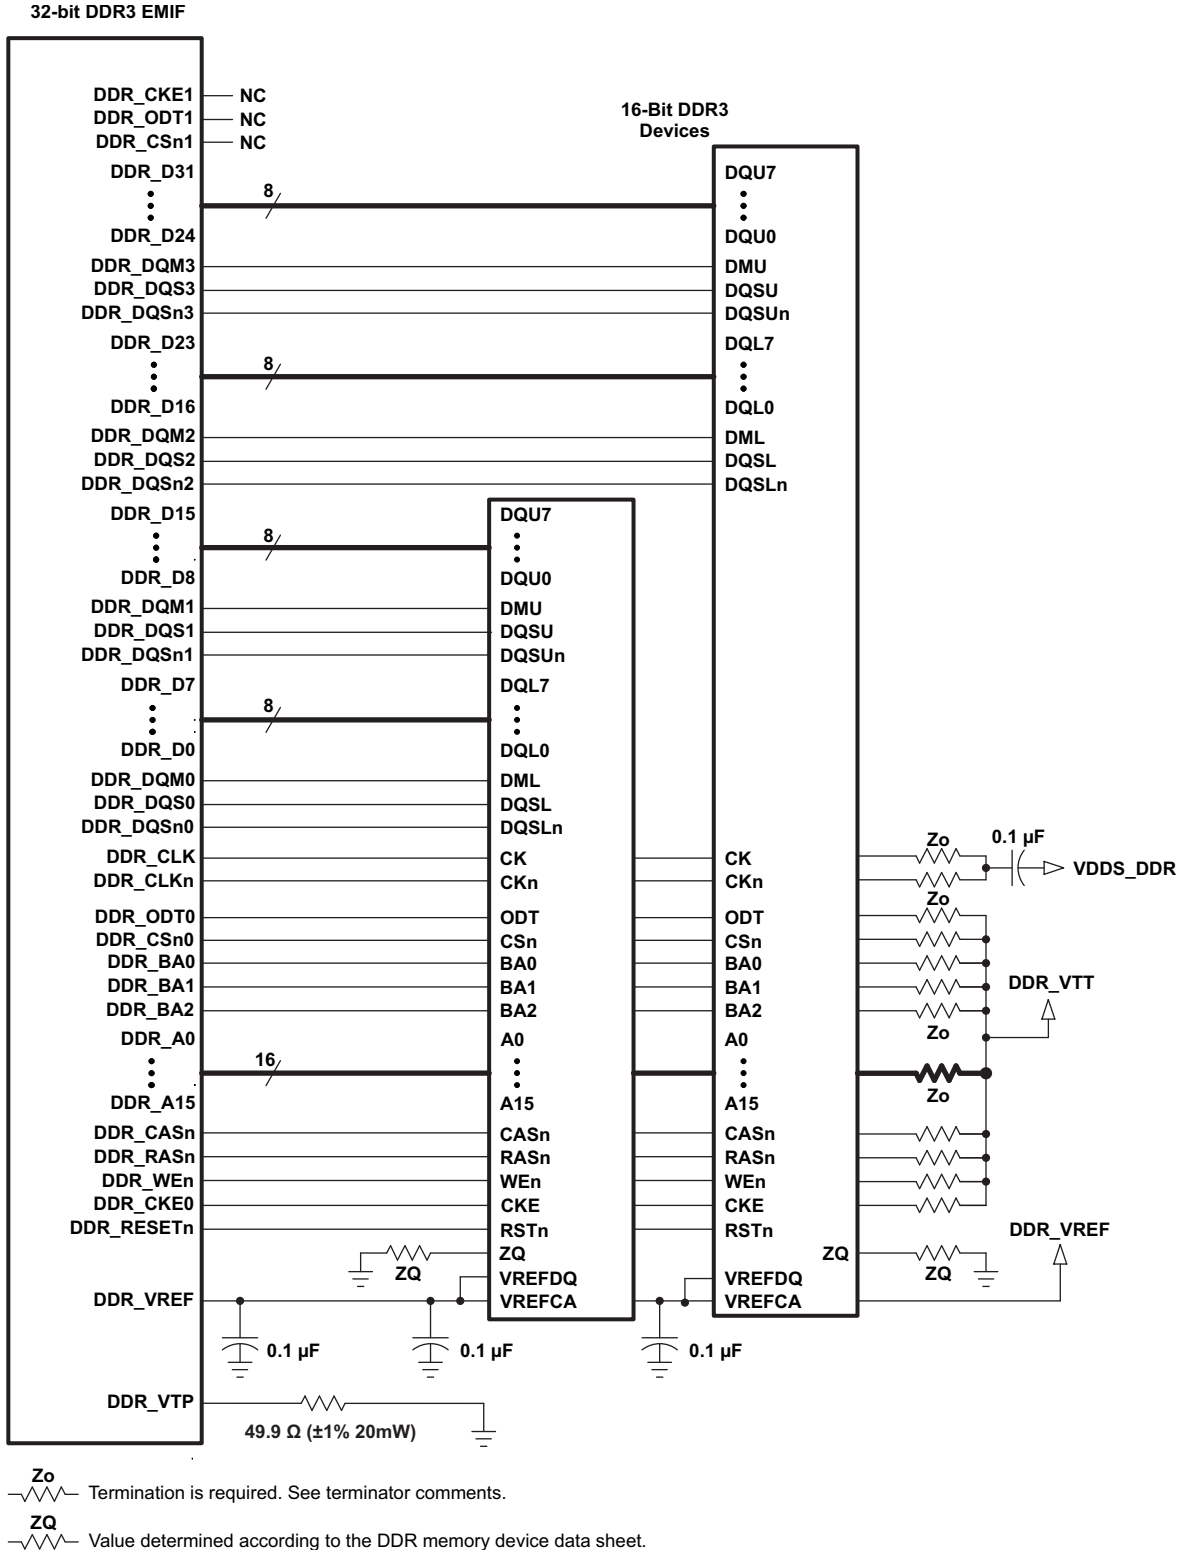 32-bit DDR3 EMIF
DDR_CKE1 NC
DDR_ODT1 NC
DDR_CSn1 NC
16-Bit DDR3
Devices
DDR_D31 DQU7
8
DDR_D24 DQU0
DDR_DQM3 DMU
DDR_DQS3 DQSU
DDR_DQSn3 DQSUn
DDR_D23 DQL7
8
DDR_D16 DQL0
DDR_DQM2 DML
DDR_DQS2 DQSL
DDR_DQSn2 DQSLn
DDR_D15 DQU7
8
DDR_D8 DQU0
DDR_DQM1 DMU
DDR_DQS1 DQSU
DDR_DQSn1 DQSUn
DDR_D7 DQL7
8
DDR_D0 DQL0
DDR_DQM0 DML
DDR_DQS0 DQSL
DDR_DQSn0 DQSLn
Zo 0.1 µF
DDR_CLK CK CK
VDDS_DDR
DDR_CLKn CKn CKn
Zo
DDR_ODT0 ODT ODT
DDR_CSn0 CSn CSn
DDR_BA0 BA0 BA0
DDR_BA1 BA1 BA1 DDR_VTT
DDR_BA2 BA2 BA2
Zo
DDR_A0 A0 A0
16
Zo
DDR_A15 A15 A15
DDR_CASn CASn CASn
DDR_RASn RASn RASn
DDR_WEn WEn WEn
DDR_CKE0 CKE CKE
DDR_RESETn RSTn RSTn DDR_VREF
ZQ ZQ
ZQ ZQ
VREFDQ VREFDQ
DDR_VREF VREFCA VREFCA
0.1 µF 0.1 µF 0.1 µF
DDR_VTP
49.9 Ω (±1% 20mW)
Zo
Termination is required. See terminator comments.
ZQ
Value determined according to the DDR memory device data sheet.